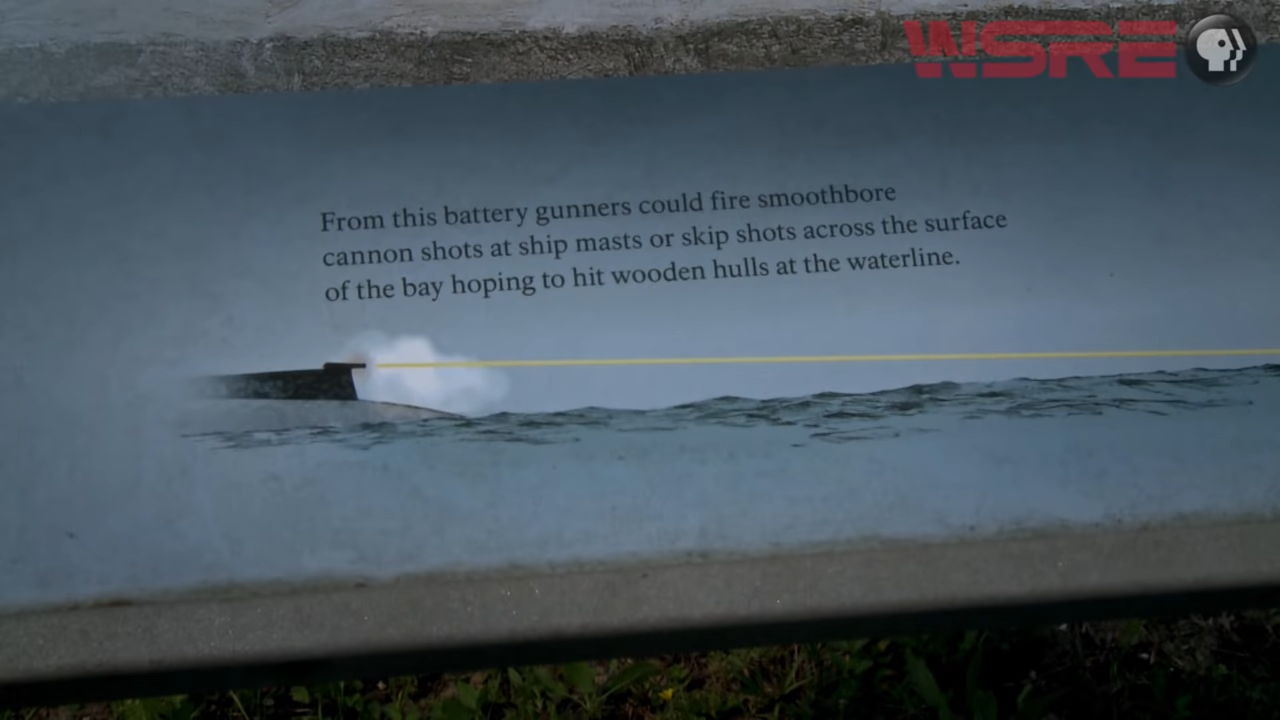 WSRE
From this battery gunners could fire smoothbore
cannon shots at ship masts or skip shots across the surface
of the bay hoping to hit wooden hulls at the waterline.